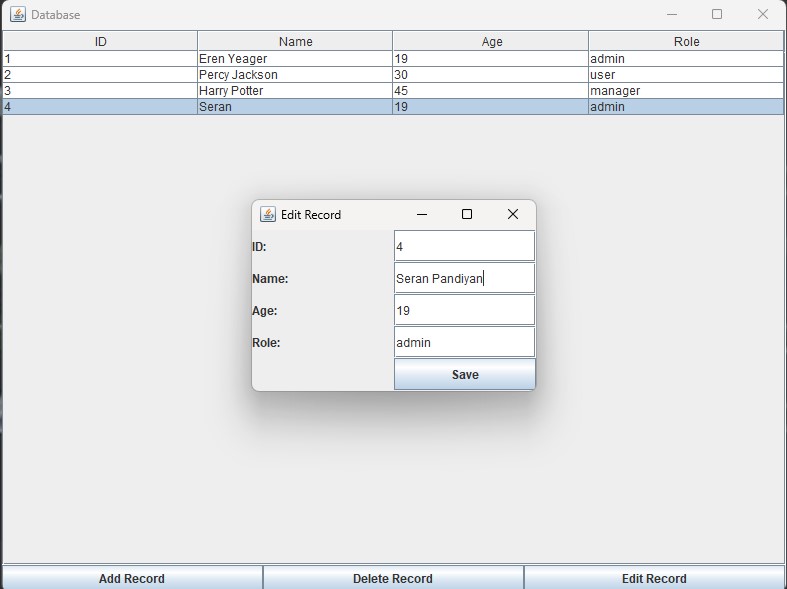 Database
ID Name Age Role
1 Eren Yeager 19 admin
2 Percy Jackson 30 user
3 Harry Potter 45 manager
4 Seran 19 admin
Edit Record
ID: 4
Name: Seran Pandiyan
Age: 19
Role: admin
Save
Add Record Delete Record Edit Record